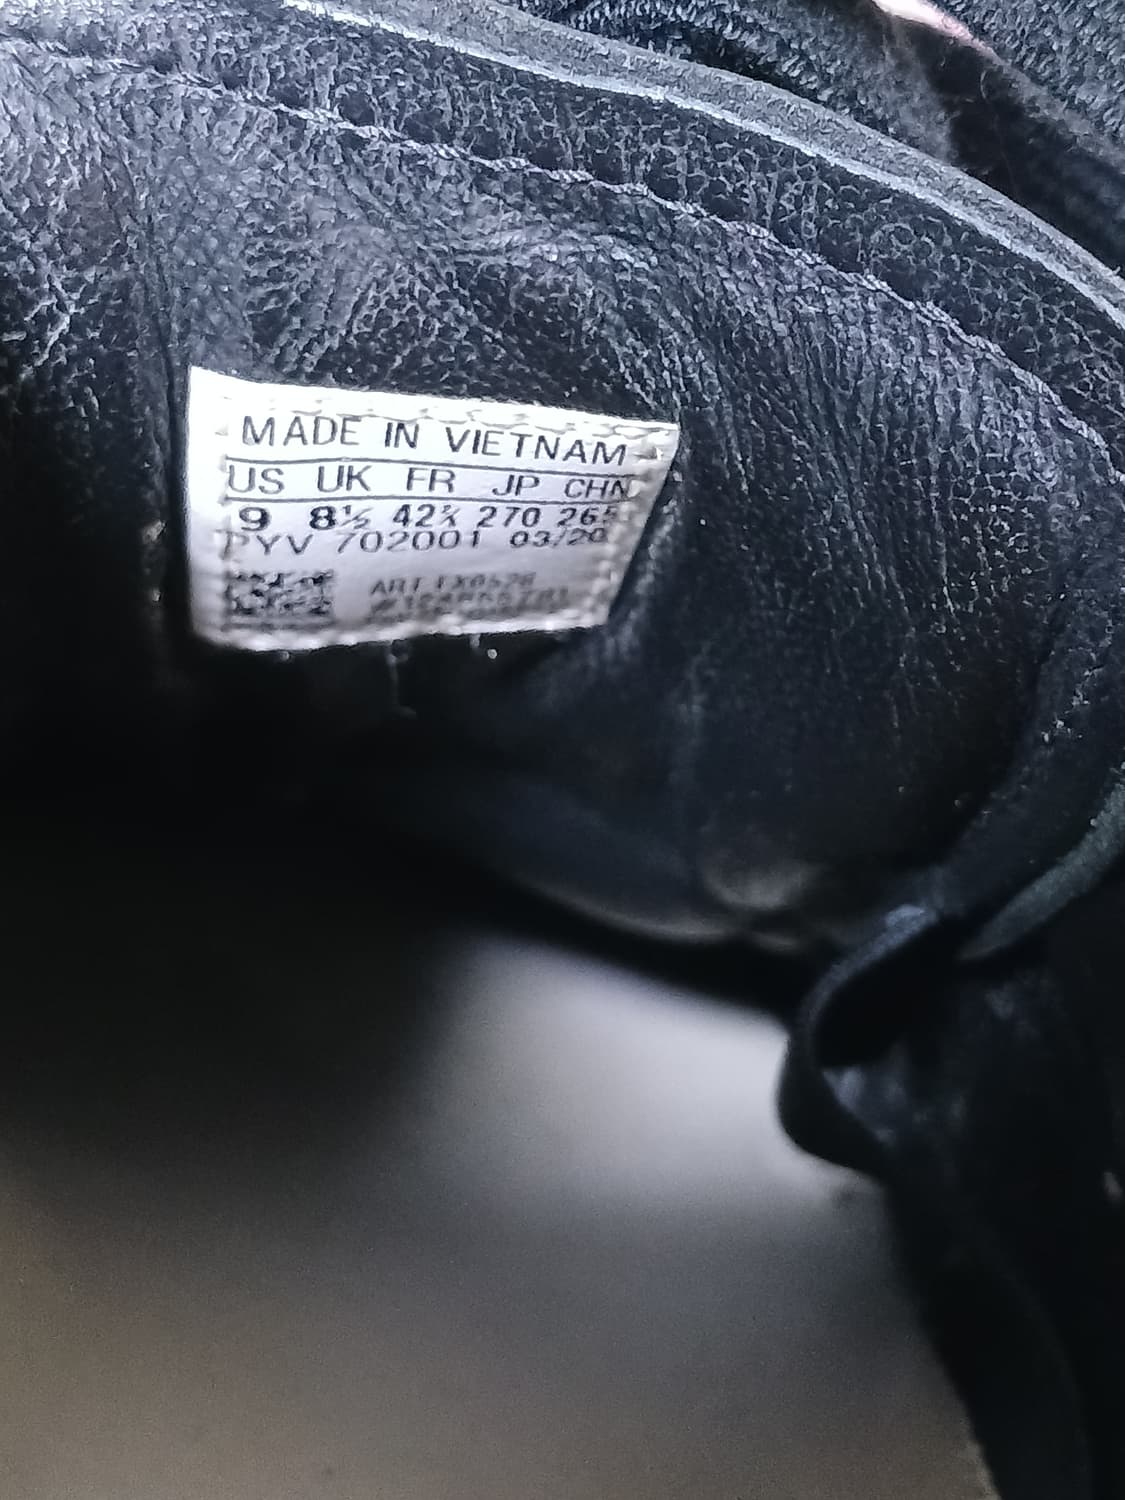 MADE IN VIETNAM
US UK FR JP CHN
9 8½ 42⅔ 270 265
PYV 702001 03/20